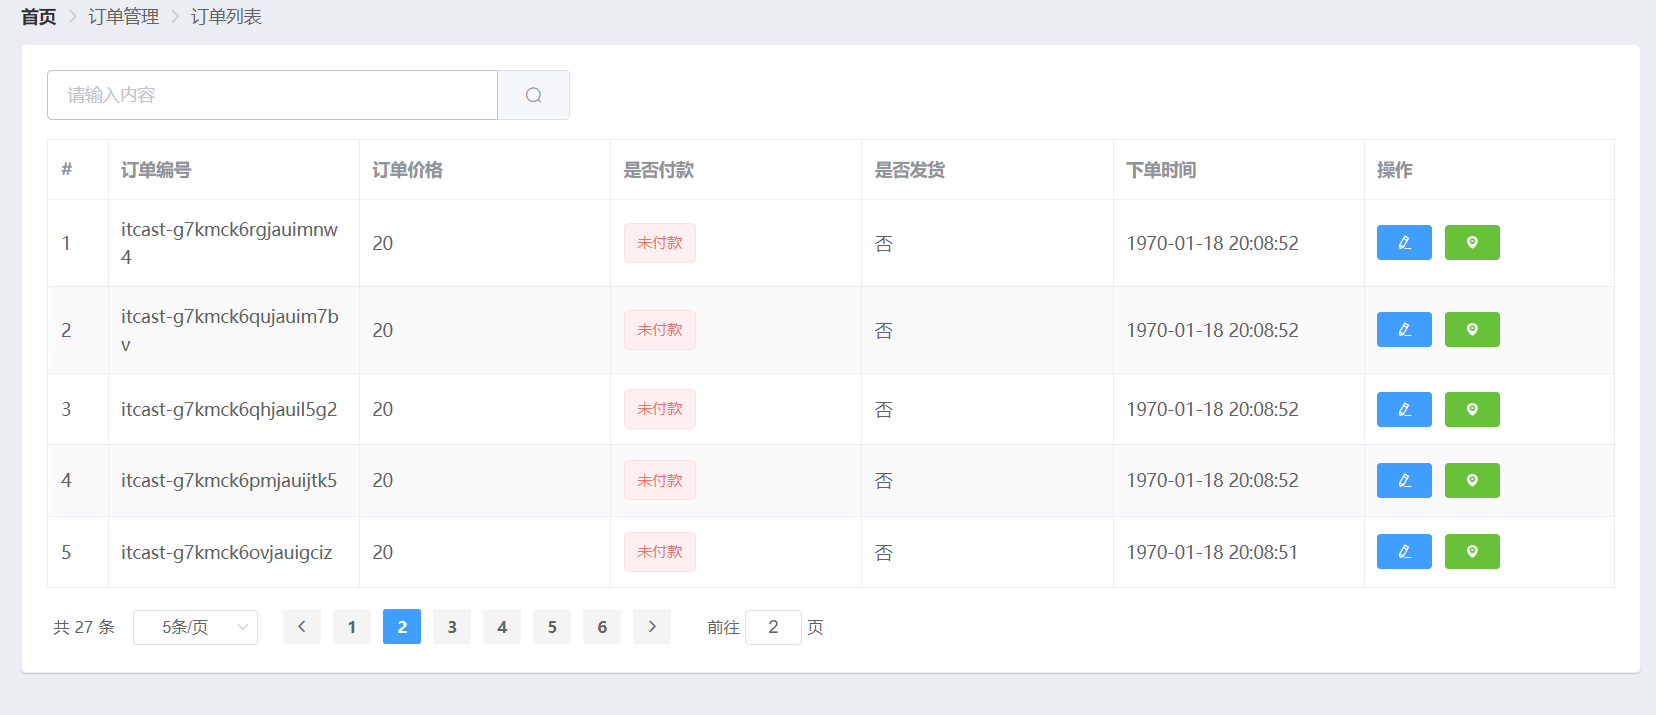 首页 > 订单管理 > 订单列表
请输入内容
# 订单编号 订单价格 是否付款 是否发货 下单时间 操作
1 itcast-g7kmck6rgjauimnw 20 未付款 否 1970-01-18 20:08:52
4
2 itcast-g7kmck6qujauim7b 20 未付款 否 1970-01-18 20:08:52
v
3 itcast-g7kmck6qhjauil5g2 20 未付款 否 1970-01-18 20:08:52
4 itcast-g7kmck6pmjauijtk5 20 未付款 否 1970-01-18 20:08:52
5 itcast-g7kmck6ovjauigciz 20 未付款 否 1970-01-18 20:08:51
共 27 条 5条/页 < 1 2 3 4 5 6 > 前往 2 页